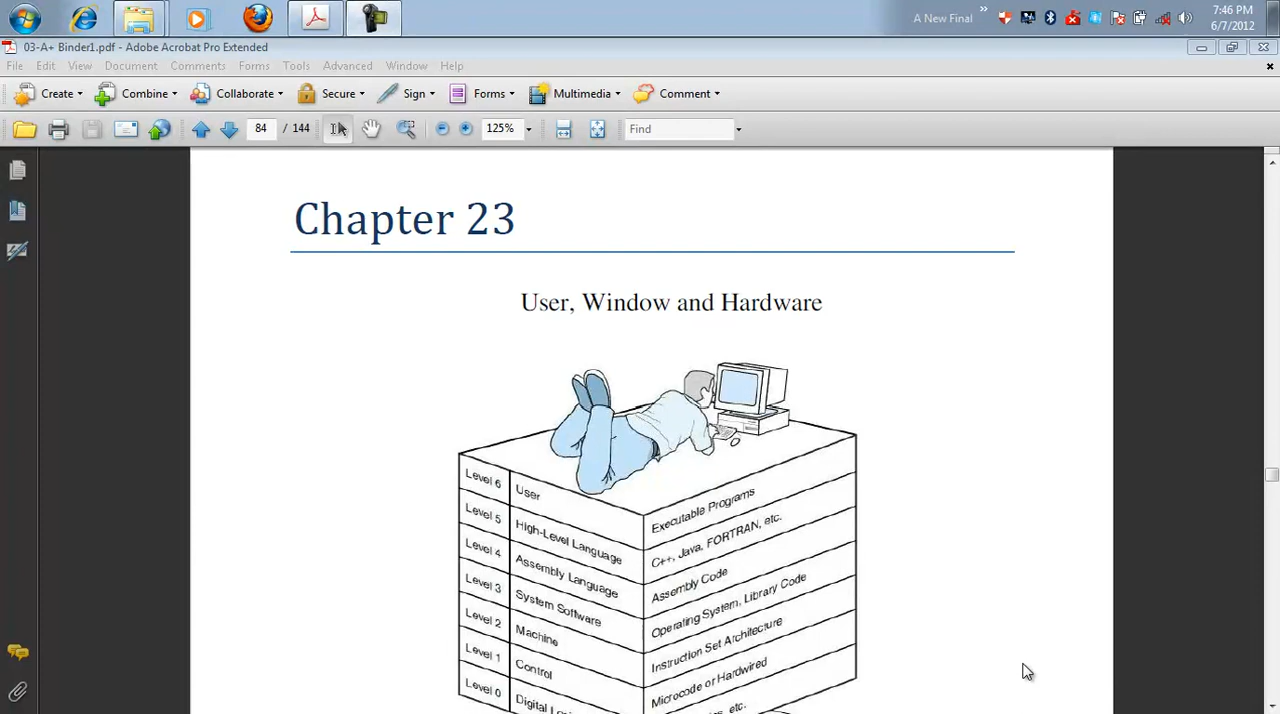 A New Final
7:46 PM
6/7/2012
03-A+ Binder1.pdf - Adobe Acrobat Pro Extended
File Edit View Document Comments Forms Tools Advanced Window Help
Create Combine Collaborate Secure Sign Forms Multimedia Comment
84 / 144 125% Find
Chapter 23
User, Window and Hardware
Level 6 User Executable Programs
Level 5 High-Level Language C++, Java, FORTRAN, etc.
Level 4 Assembly Language Assembly Code
Level 3 System Software Operating System, Library Code
Level 2 Machine Instruction Set Architecture
Level 1 Control Microcode or Hardwired
Level 0 Digital etc.